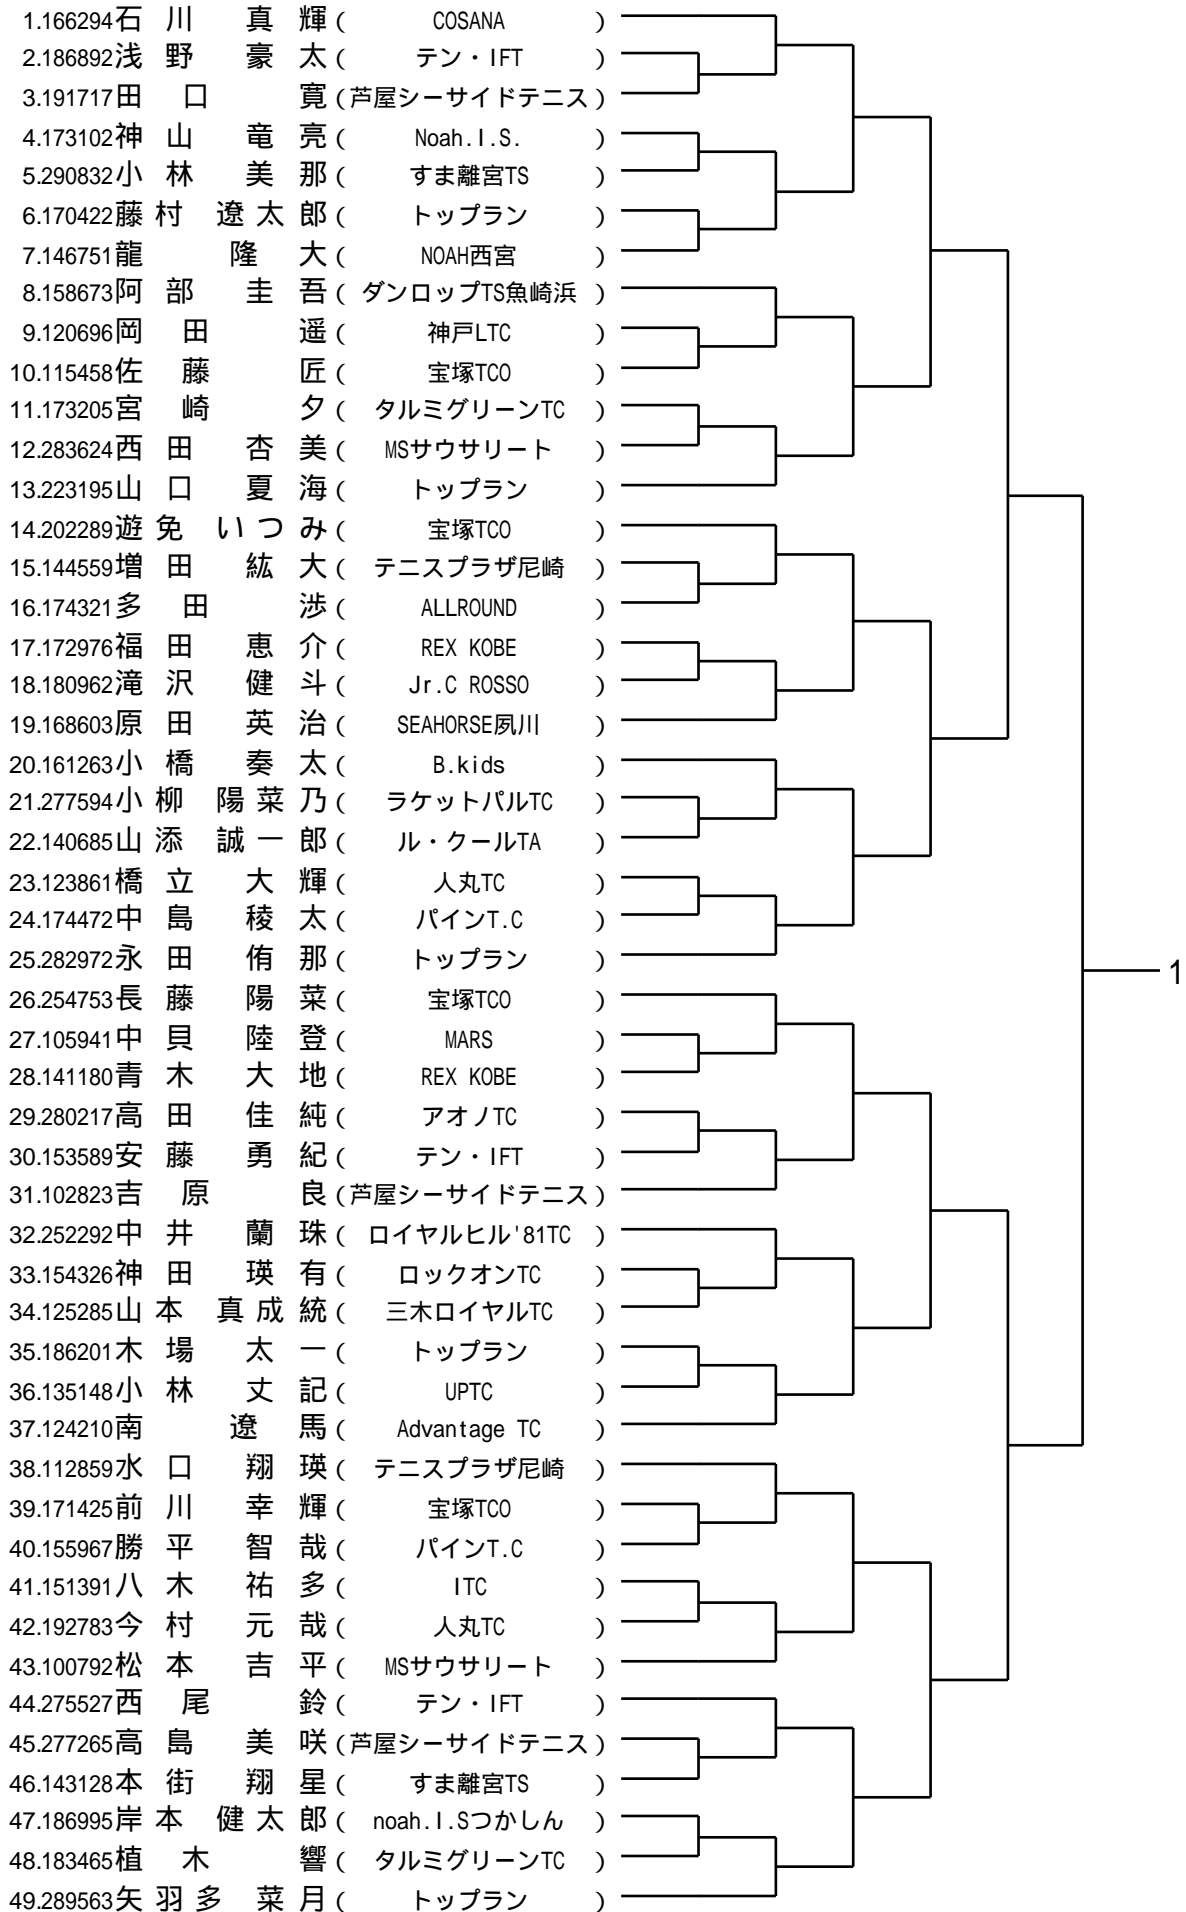 1.166294石川 真輝 ( COSANA )
2.186892浅野 豪太 ( テン・IFT )
3.191717田口 寛 (芦屋シーサイドテニス)
4.173102神山 竜亮 ( Noah.I.S. )
5.290832小林 美那 ( すま離宮TS )
6.170422藤村 遼太郎 ( トップラン )
7.146751龍 隆大 ( NOAH西宮 )
8.158673阿部 圭吾 ( ダンロップTS魚崎浜 )
9.120696岡田 遥 ( 神戸LTC )
10.115458佐藤 匠 ( 宝塚TCO )
11.173205宮崎 夕 ( タルミグリーンTC )
12.283624西田 杏美 ( MSサウサリート )
13.223195山口 夏海 ( トップラン )
14.202289遊免 いつみ ( 宝塚TCO )
15.144559増田 紘大 ( テニスプラザ尼崎 )
16.174321多田 渉 ( ALLROUND )
17.172976福田 恵介 ( REX KOBE )
18.180962滝沢 健斗 ( Jr.C ROSSO )
19.168603原田 英治 ( SEAHORSE夙川 )
20.161263小橋 奏太 ( B.kids )
21.277594小柳 陽菜乃 ( ラケットパルTC )
22.140685山添 誠一郎 ( ル・クールTA )
23.123861橋立 大輝 ( 人丸TC )
24.174472中島 稜太 ( パインT.C )
25.282972永田 侑那 ( トップラン )
1
26.254753長藤 陽菜 ( 宝塚TCO )
27.105941中貝 陸登 ( MARS )
28.141180青木 大地 ( REX KOBE )
29.280217高田 佳純 ( アオノTC )
30.153589安藤 勇紀 ( テン・IFT )
31.102823吉原 良 (芦屋シーサイドテニス)
32.252292中井 蘭珠 ( ロイヤルヒル'81TC )
33.154326神田 瑛有 ( ロックオンTC )
34.125285山本 真成統 ( 三木ロイヤルTC )
35.186201木場 太一 ( トップラン )
36.135148小林 丈記 ( UPTC )
37.124210南 遼馬 ( Advantage TC )
38.112859水口 翔瑛 ( テニスプラザ尼崎 )
39.171425前川 幸輝 ( 宝塚TCO )
40.155967勝平 智哉 ( パインT.C )
41.151391八木 祐多 ( ITC )
42.192783今村 元哉 ( 人丸TC )
43.100792松本 吉平 ( MSサウサリート )
44.275527西尾 鈴 ( テン・IFT )
45.277265高島 美咲 (芦屋シーサイドテニス)
46.143128本街 翔星 ( すま離宮TS )
47.186995岸本 健太郎 ( noah.I.Sつかしん )
48.183465植木 響 ( タルミグリーンTC )
49.289563矢羽多 菜月 ( トップラン )